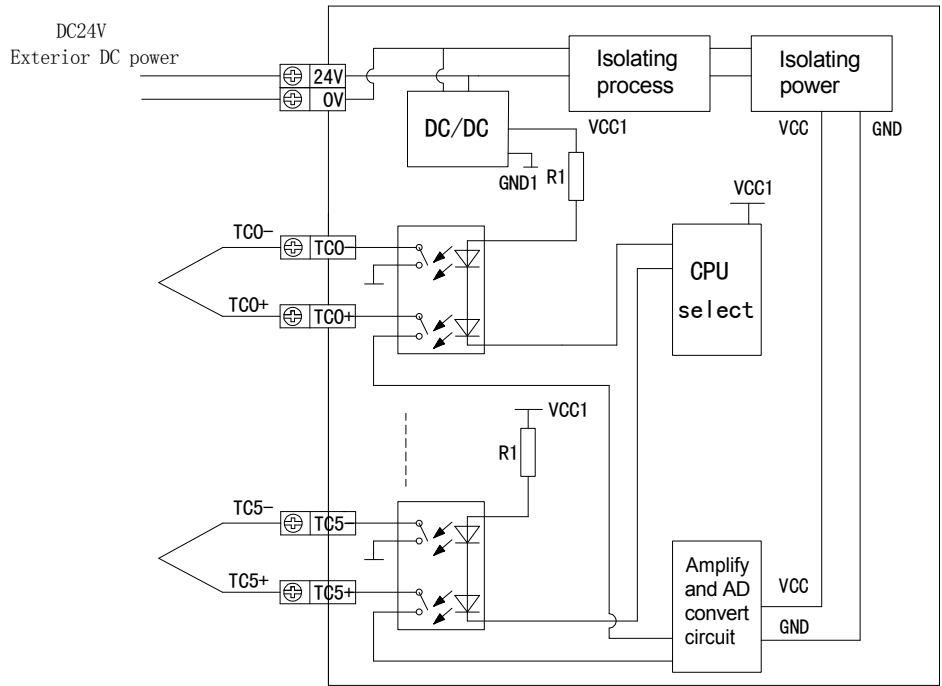 DC24V
Exterior DC power
24V
0V
Isolating
process
Isolating
power
DC/DC
VCC1
VCC
GND
GND1
R1
VCC1
TC0-
TC0-
CPU
select
TC0+
TC0+
VCC1
R1
TC5-
TC5-
Amplify
and AD
convert
circuit
TC5+
TC5+
VCC
GND